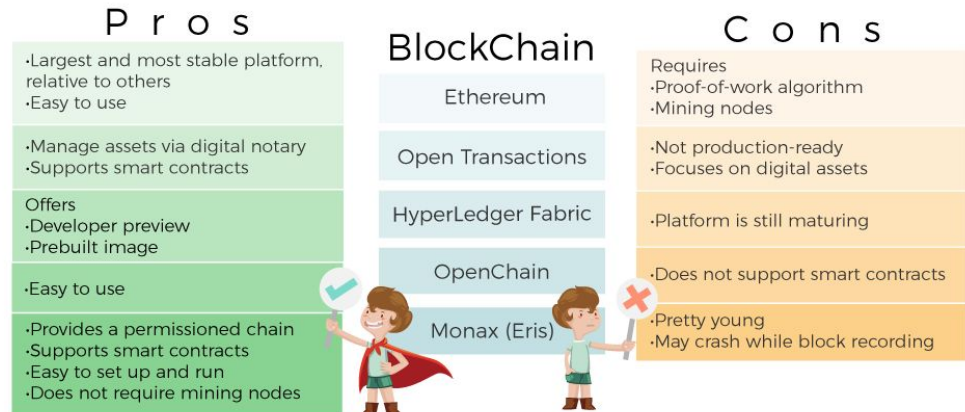 Pros
•Largest and most stable platform,
relative to others
•Easy to use
•Manage assets via digital notary
•Supports smart contracts
Offers
•Developer preview
•Prebuilt image
•Easy to use
•Provides a permissioned chain
•Supports smart contracts
•Easy to set up and run
•Does not require mining nodes
BlockChain
Ethereum
Open Transactions
HyperLedger Fabric
OpenChain
Monax (Eris)
Cons
Requires
•Proof-of-work algorithm
•Mining nodes
•Not production-ready
•Focuses on digital assets
•Platform is still maturing
•Does not support smart contracts
•Pretty young
•May crash while block recording